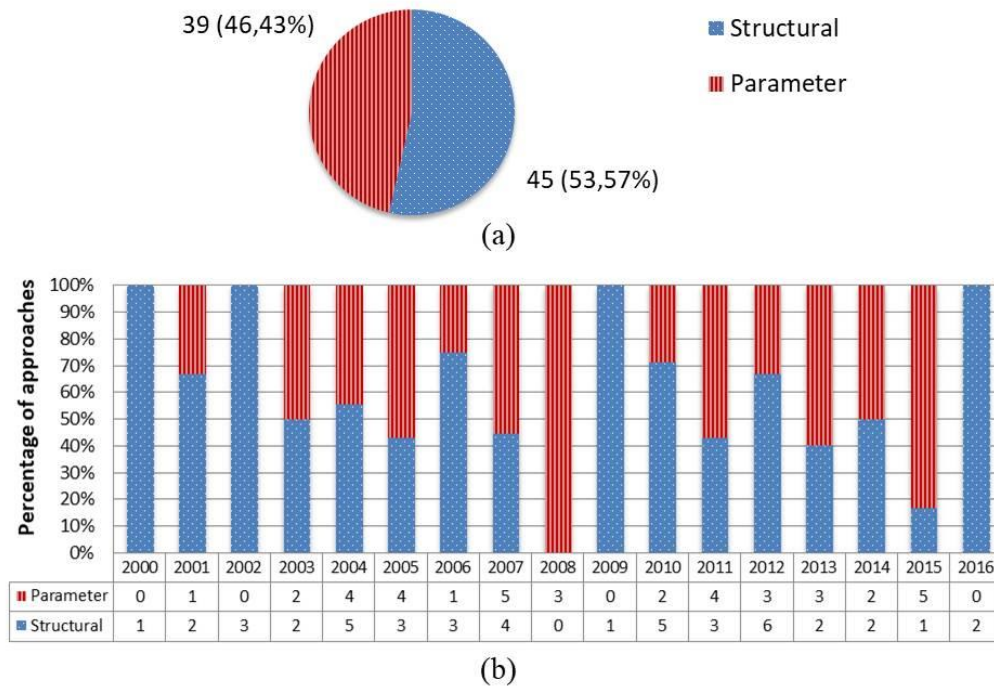 39 (46,43%)
Structural
Parameter
45 (53,57%)
(a)
Percentage of approaches
100%
90%
80%
70%
60%
50%
40%
30%
20%
10%
0%
2000 2001 2002 2003 2004 2005 2006 2007 2008 2009 2010 2011 2012 2013 2014 2015 2016
Parameter 0 1 0 2 4 4 1 5 3 0 2 4 3 3 2 5 0
Structural 1 2 3 2 5 3 3 4 0 1 5 3 6 2 2 1 2
(b)